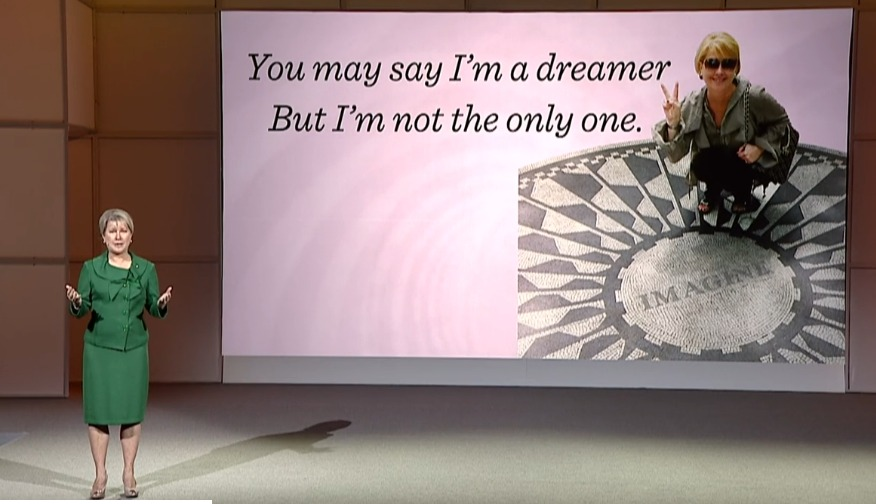 You may say I'm a dreamer
But I'm not the only one.
IMAGINE